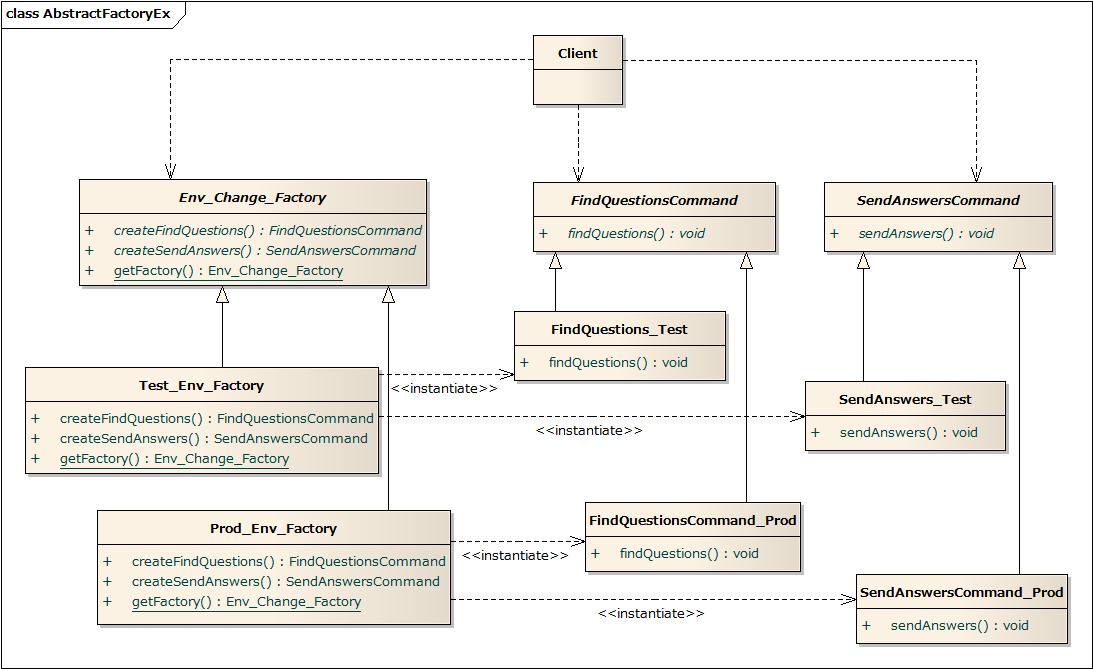 class AbstractFactoryEx
Client
Env_Change_Factory
+ createFindQuestions() : FindQuestionsCommand
+ createSendAnswers() : SendAnswersCommand
+ getFactory() : Env_Change_Factory
FindQuestionsCommand
+ findQuestions() : void
SendAnswersCommand
+ sendAnswers() : void
FindQuestions_Test
+ findQuestions() : void
Test_Env_Factory
+ createFindQuestions() : FindQuestionsCommand
+ createSendAnswers() : SendAnswersCommand
+ getFactory() : Env_Change_Factory
<<instantiate>>
<<instantiate>>
SendAnswers_Test
+ sendAnswers() : void
Prod_Env_Factory
+ createFindQuestions() : FindQuestionsCommand
+ createSendAnswers() : SendAnswersCommand
+ getFactory() : Env_Change_Factory
<<instantiate>>
<<instantiate>>
FindQuestionsCommand_Prod
+ findQuestions() : void
SendAnswersCommand_Prod
+ sendAnswers() : void